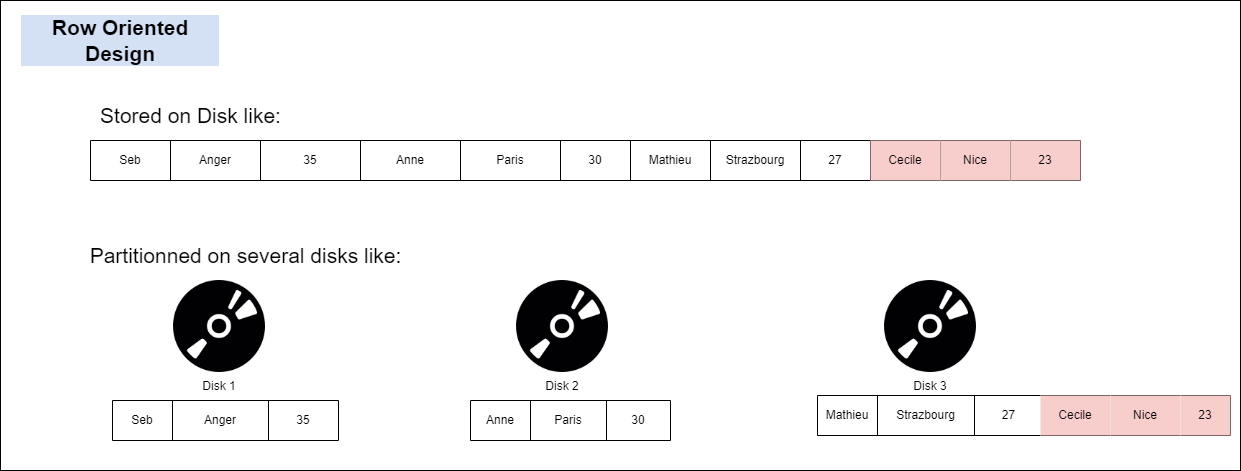 Row Oriented
Design
Stored on Disk like:
Seb Anger 35 Anne Paris 30 Mathieu Strazbourg 27 Cecile Nice 23
Partitionned on several disks like:
Disk 1 Disk 2 Disk 3
Seb Anger 35 Anne Paris 30 Mathieu Strazbourg 27 Cecile Nice 23